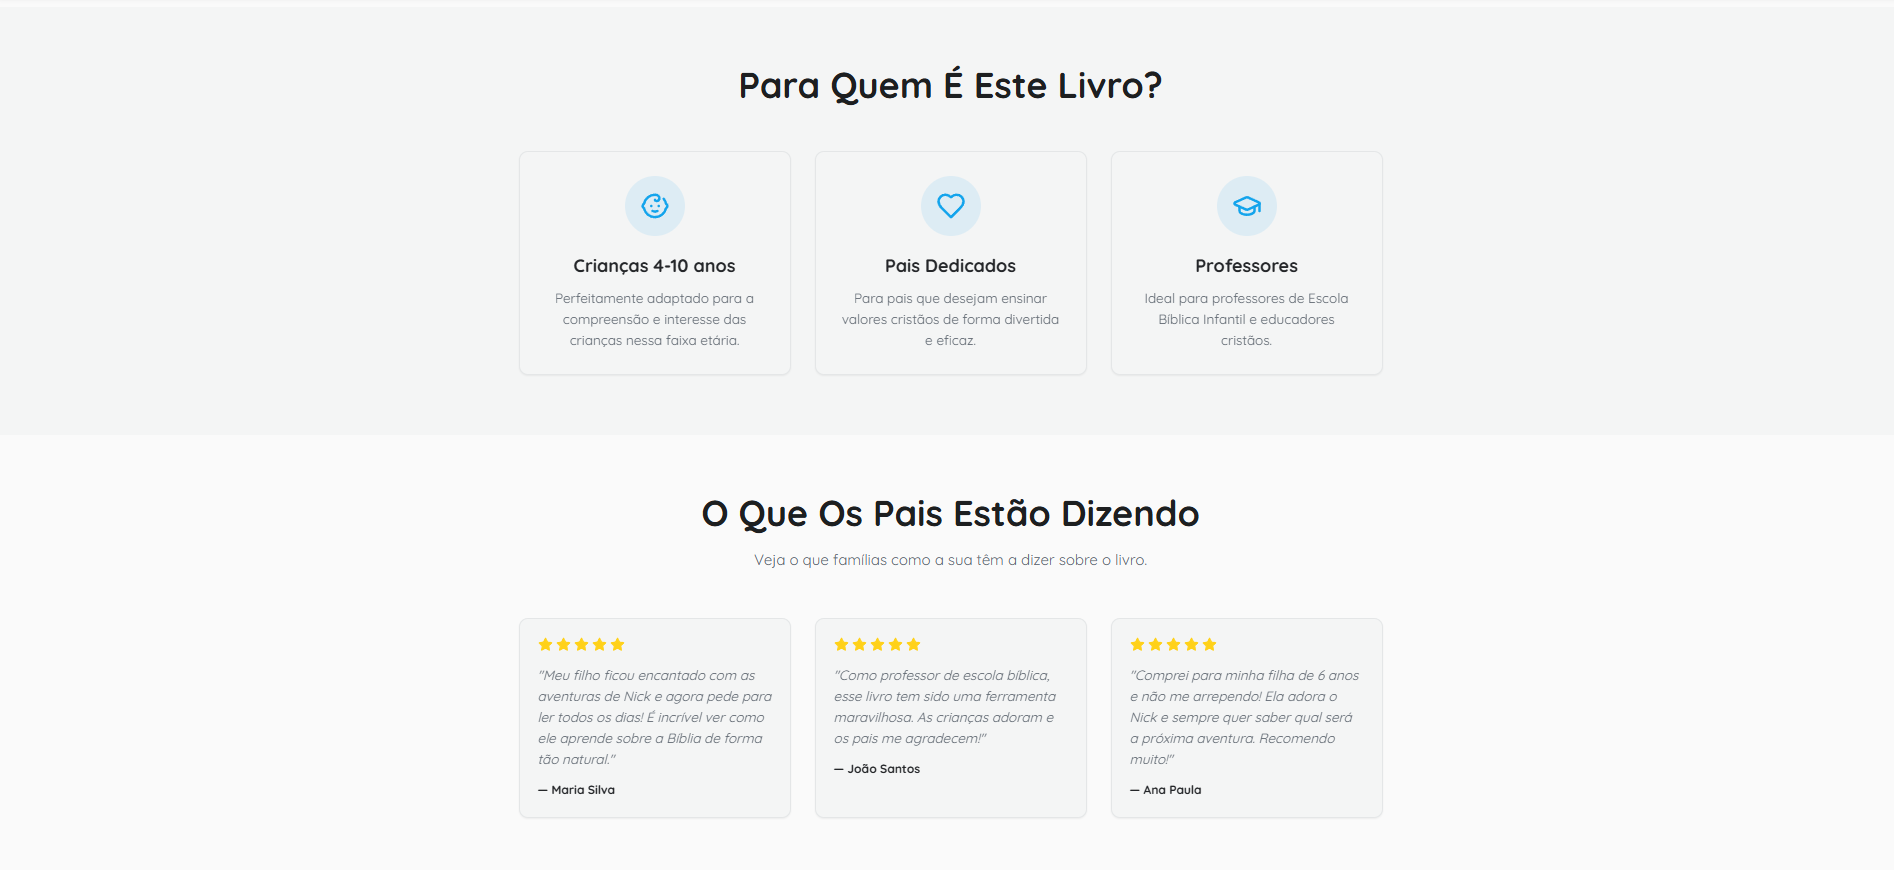 Para Quem É Este Livro?
Crianças 4-10 anos
Perfeitamente adaptado para a
compreensão e interesse das
crianças nessa faixa etária.
Pais Dedicados
Para pais que desejam ensinar
valores cristãos de forma divertida
e eficaz.
Professores
Ideal para professores de Escola
Bíblica Infantil e educadores
cristãos.
O Que Os Pais Estão Dizendo
Veja o que famílias como a sua têm a dizer sobre o livro.
"Meu filho ficou encantado com as
aventuras de Nick e agora pede para
ler todos os dias! É incrível ver como
ele aprende sobre a Bíblia de forma
tão natural."
— Maria Silva
"Como professor de escola bíblica,
esse livro tem sido uma ferramenta
maravilhosa. As crianças adoram e
os pais me agradecem!"
— João Santos
"Comprei para minha filha de 6 anos
e não me arrependo! Ela adora o
Nick e sempre quer saber qual será
a próxima aventura. Recomendo
muito!"
— Ana Paula